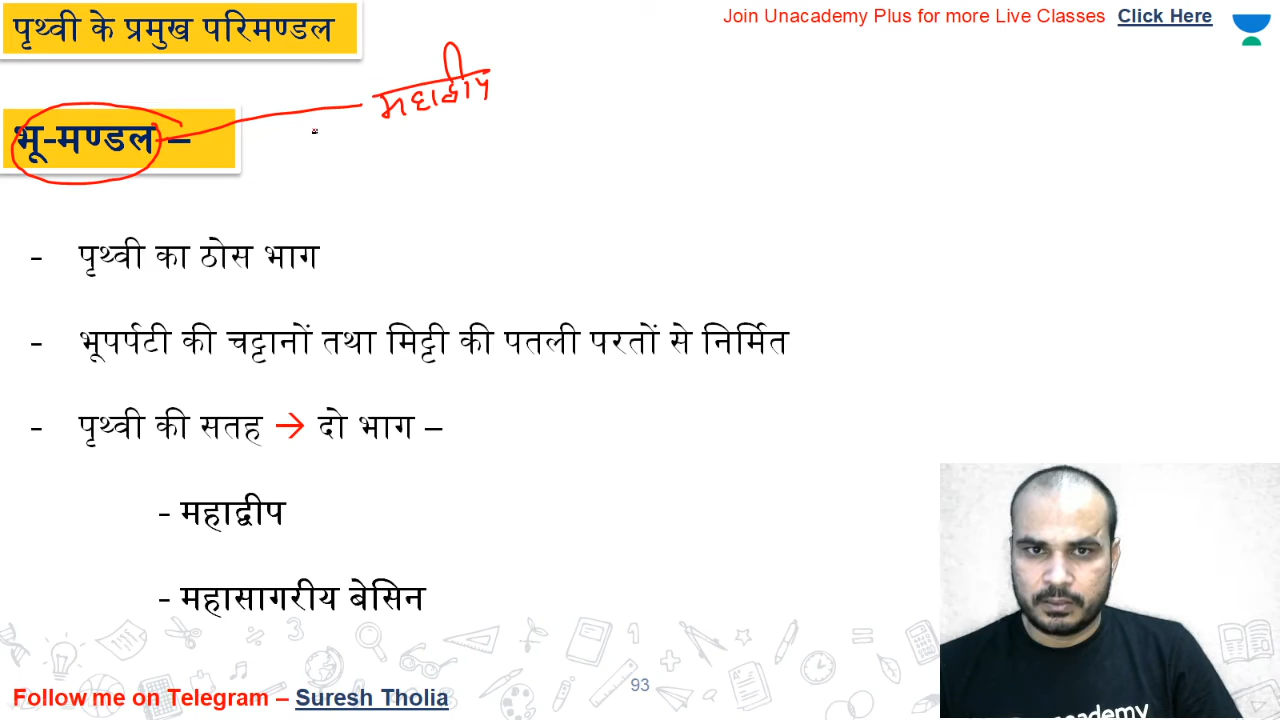 पृथ्वी के प्रमुख परिमण्डल
Join Unacademy Plus for more Live Classes Click Here
महाद्वीप
भू-मण्डल –
- पृथ्वी का ठोस भाग
- भूपर्पटी की चट्टानों तथा मिट्टी की पतली परतों से निर्मित
- पृथ्वी की सतह → दो भाग –
- महाद्वीप
- महासागरीय बेसिन
Follow me on Telegram – Suresh Tholia
93